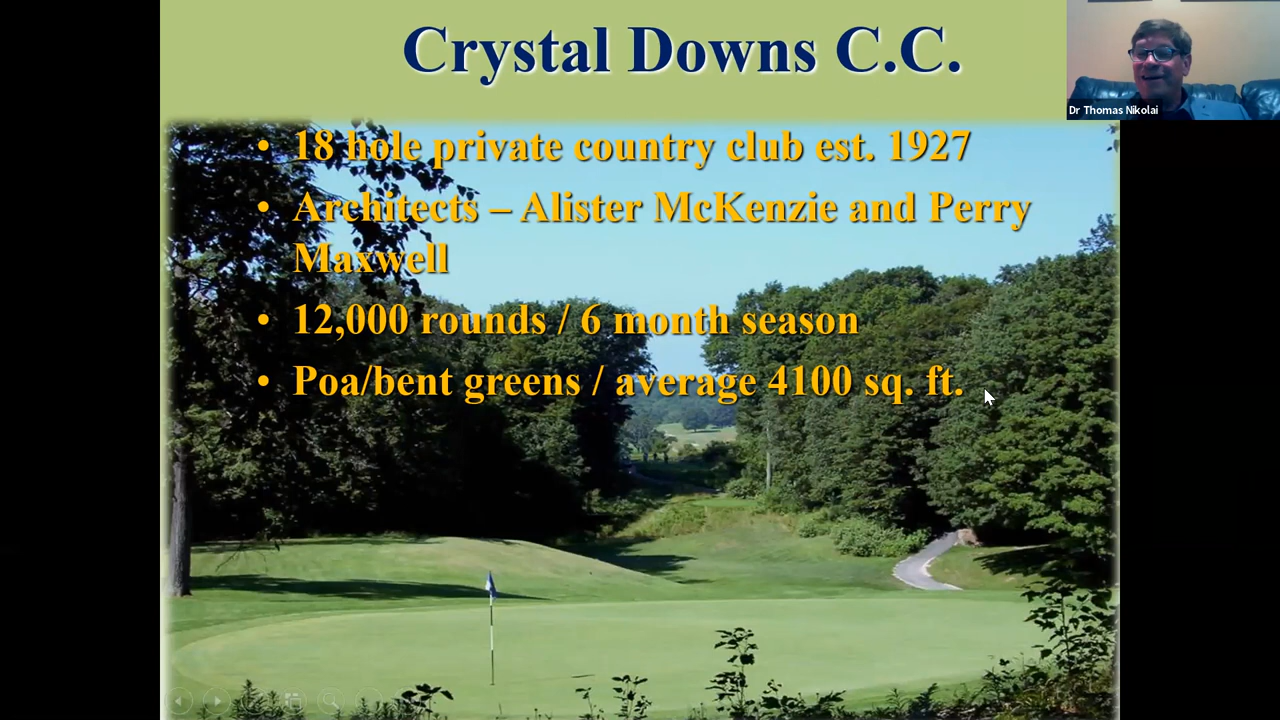 Crystal Downs C.C.
Dr Thomas Nikolai
• 18 hole private country club est. 1927
• Architects – Alister McKenzie and Perry
Maxwell
• 12,000 rounds / 6 month season
• Poa/bent greens / average 4100 sq. ft.